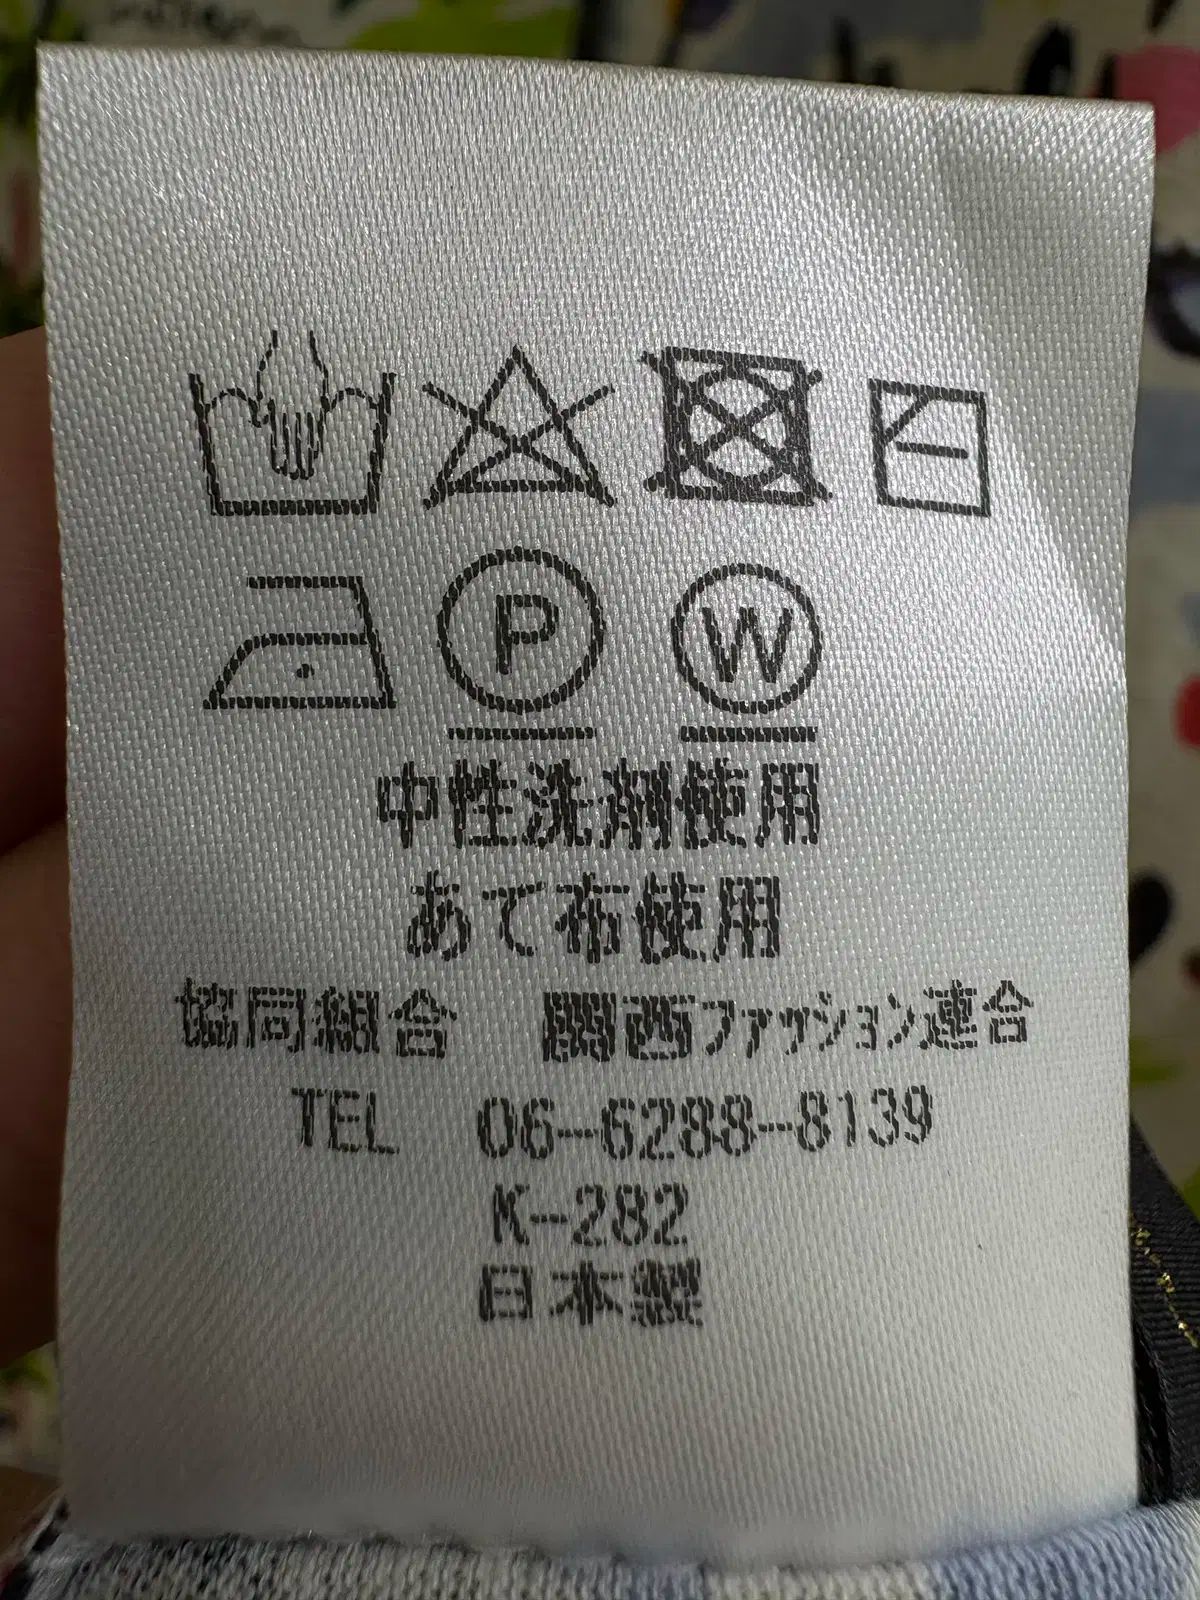 P W
中性洗剤使用
あて布使用
協同組合　関西ファッション連合
TEL　06-6288-8139
K-282
日本製